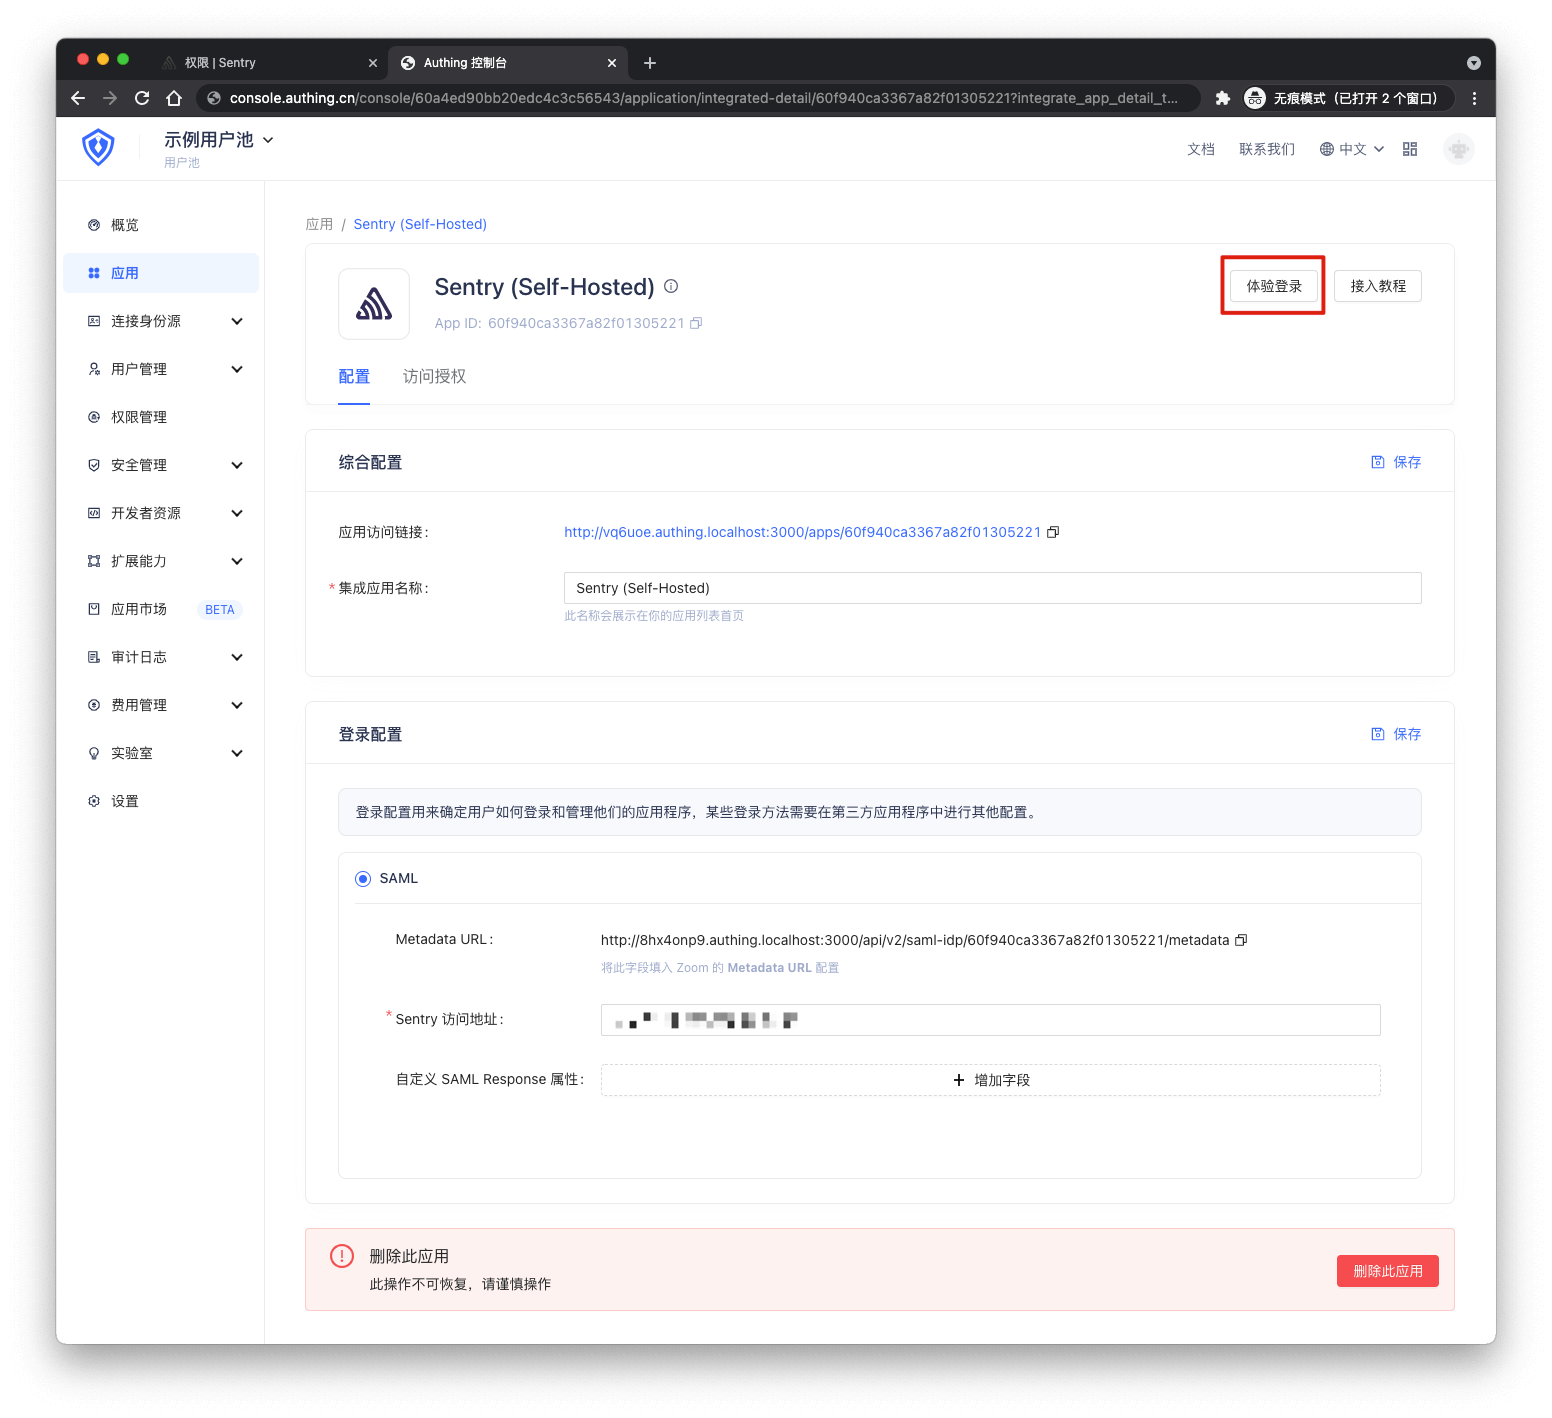 权限 | Sentry
Authing 控制台
console.authing.cn/console/60a4ed90bb20edc4c3c56543/application/integrated-detail/60f940ca3367a82f01305221?integrate_app_detail_t...
无痕模式（已打开 2 个窗口）
示例用户池
用户池
文档
联系我们
中文
概览
应用
连接身份源
用户管理
权限管理
安全管理
开发者资源
扩展能力
应用市场 BETA
审计日志
费用管理
实验室
设置
应用 / Sentry (Self-Hosted)
Sentry (Self-Hosted)
App ID: 60f940ca3367a82f01305221
体验登录
接入教程
配置
访问授权
综合配置
保存
应用访问链接：
http://vq6uoe.authing.localhost:3000/apps/60f940ca3367a82f01305221
* 集成应用名称：
Sentry (Self-Hosted)
此名称会展示在你的应用列表首页
登录配置
保存
登录配置用来确定用户如何登录和管理他们的应用程序，某些登录方法需要在第三方应用程序中进行其他配置。
SAML
Metadata URL：
http://8hx4onp9.authing.localhost:3000/api/v2/saml-idp/60f940ca3367a82f01305221/metadata
将此字段填入 Zoom 的 Metadata URL 配置
* Sentry 访问地址：
自定义 SAML Response 属性：
+ 增加字段
删除此应用
此操作不可恢复，请谨慎操作
删除此应用